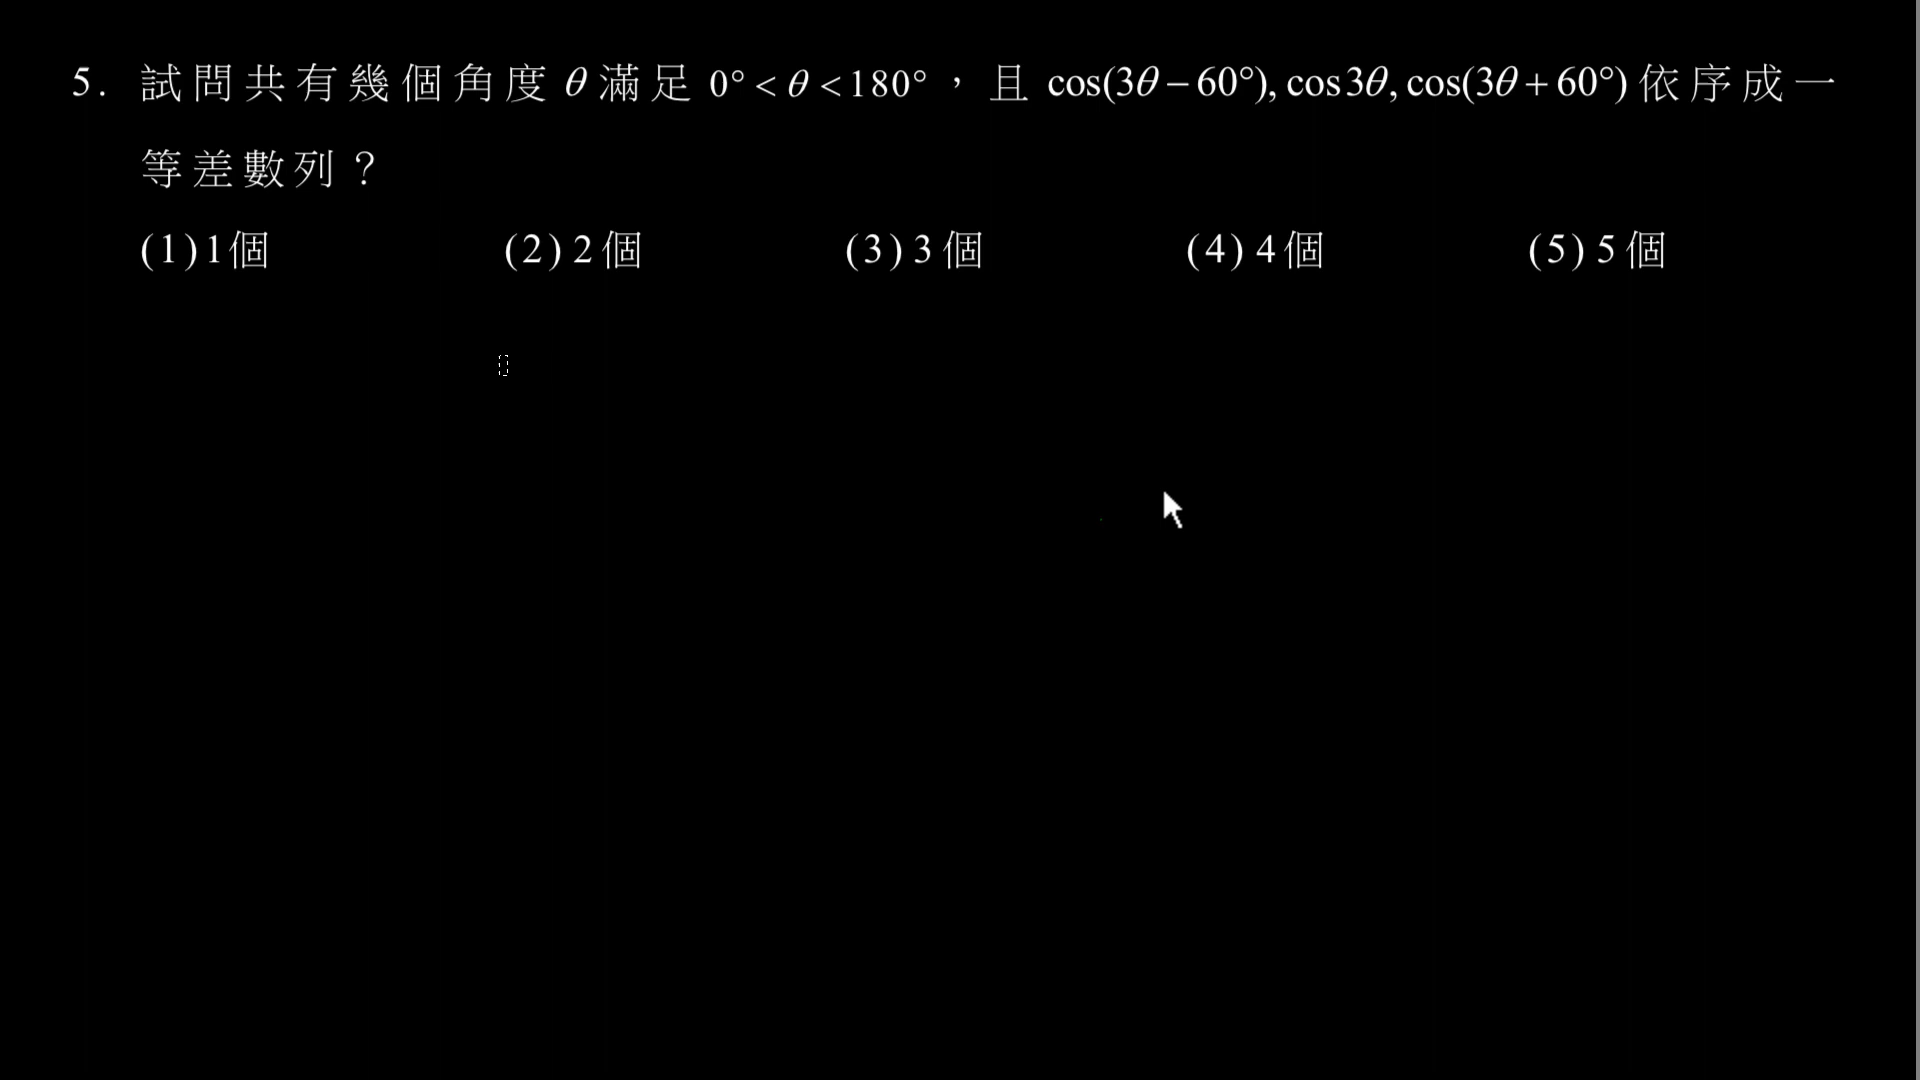 5. 試問共有幾個角度 θ 滿足 0° < θ < 180°，且 cos(3θ − 60°), cos3θ, cos(3θ + 60°) 依序成一
等差數列？
(1) 1個 (2) 2個 (3) 3個 (4) 4個 (5) 5個